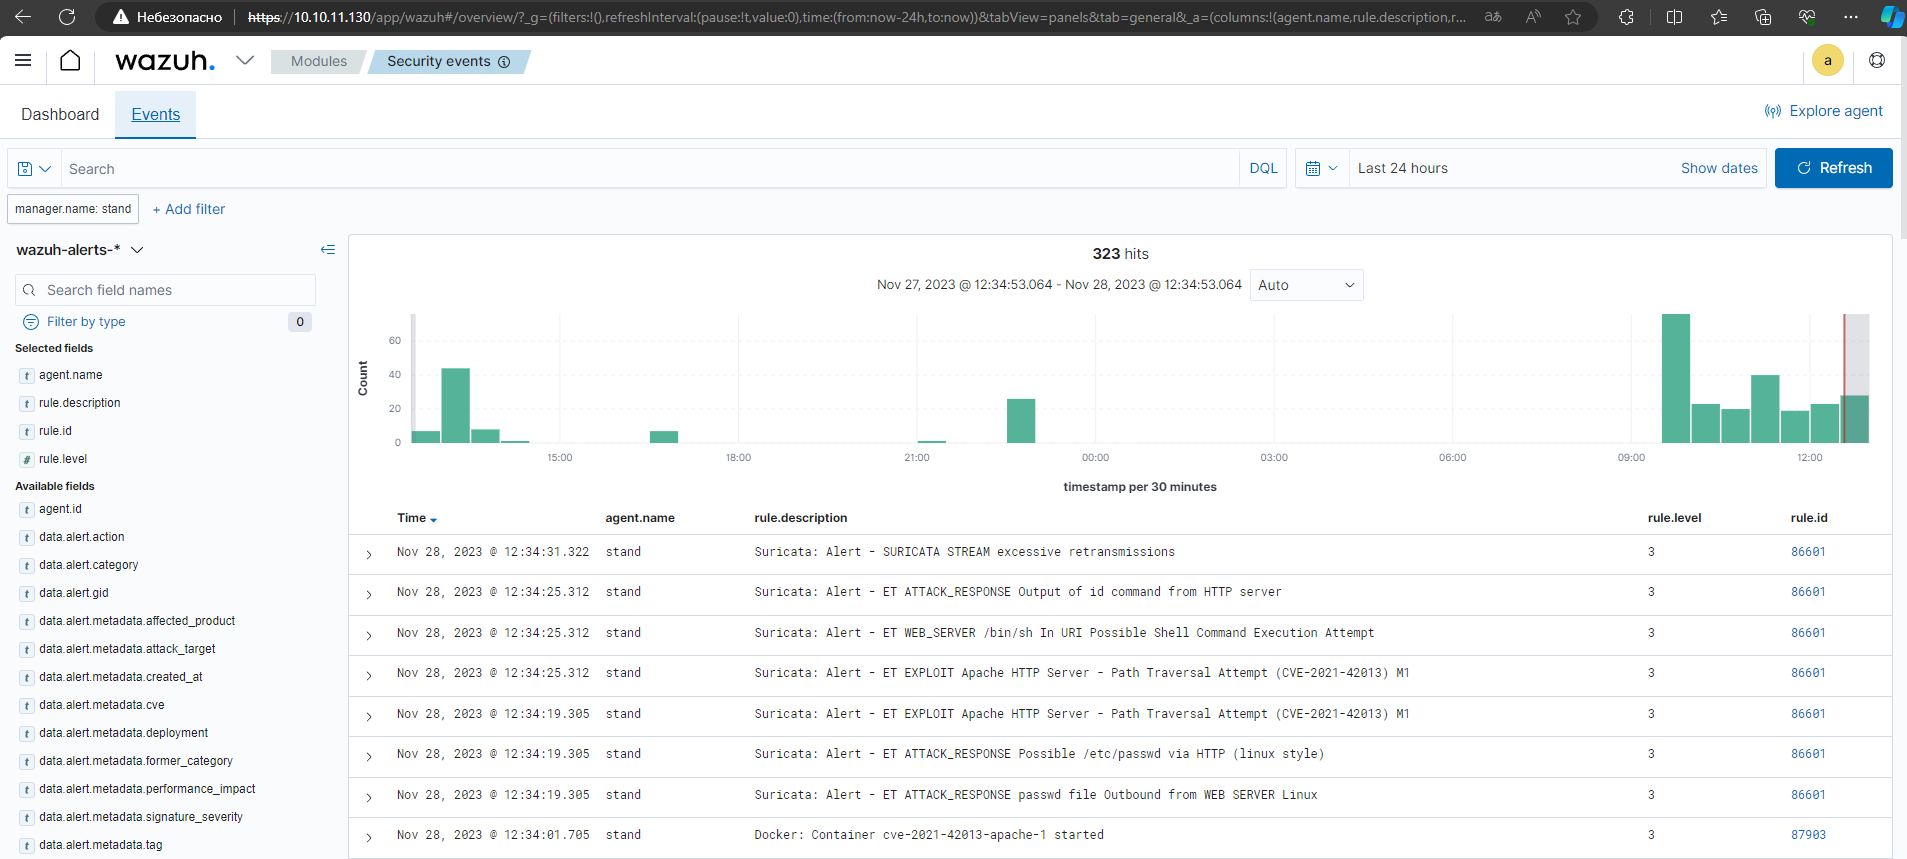 Небезопасно https://10.10.11.130/app/wazuh#/overview/?_g=(filters:!(),refreshInterval:(pause:!t,value:0),time:(from:now-24h,to:now))&tabView=panels&tab=general&_a=(columns:!(agent.name,rule.description,r...
wazuh. Modules Security events a
Dashboard Events Explore agent
Search DQL Last 24 hours Show dates Refresh
manager.name: stand + Add filter
wazuh-alerts-*
323 hits
Search field names
Nov 27, 2023 @ 12:34:53.064 - Nov 28, 2023 @ 12:34:53.064 Auto
Filter by type 0
Selected fields
t agent.name
t rule.description
t rule.id
# rule.level
Available fields
t agent.id
t data.alert.action
t data.alert.category
t data.alert.gid
t data.alert.metadata.affected_product
t data.alert.metadata.attack_target
t data.alert.metadata.created_at
t data.alert.metadata.cve
t data.alert.metadata.deployment
t data.alert.metadata.former_category
t data.alert.metadata.performance_impact
t data.alert.metadata.signature_severity
t data.alert.metadata.tag
Count
60
40
20
0
15:00 18:00 21:00 00:00 03:00 06:00 09:00 12:00
timestamp per 30 minutes
Time agent.name rule.description rule.level rule.id
Nov 28, 2023 @ 12:34:31.322 stand Suricata: Alert - SURICATA STREAM excessive retransmissions 3 86601
Nov 28, 2023 @ 12:34:25.312 stand Suricata: Alert - ET ATTACK_RESPONSE Output of id command from HTTP server 3 86601
Nov 28, 2023 @ 12:34:25.312 stand Suricata: Alert - ET WEB_SERVER /bin/sh In URI Possible Shell Command Execution Attempt 3 86601
Nov 28, 2023 @ 12:34:25.312 stand Suricata: Alert - ET EXPLOIT Apache HTTP Server - Path Traversal Attempt (CVE-2021-42013) M1 3 86601
Nov 28, 2023 @ 12:34:19.305 stand Suricata: Alert - ET EXPLOIT Apache HTTP Server - Path Traversal Attempt (CVE-2021-42013) M1 3 86601
Nov 28, 2023 @ 12:34:19.305 stand Suricata: Alert - ET ATTACK_RESPONSE Possible /etc/passwd via HTTP (linux style) 3 86601
Nov 28, 2023 @ 12:34:19.305 stand Suricata: Alert - ET ATTACK_RESPONSE passwd file Outbound from WEB SERVER Linux 3 86601
Nov 28, 2023 @ 12:34:01.705 stand Docker: Container cve-2021-42013-apache-1 started 3 87903